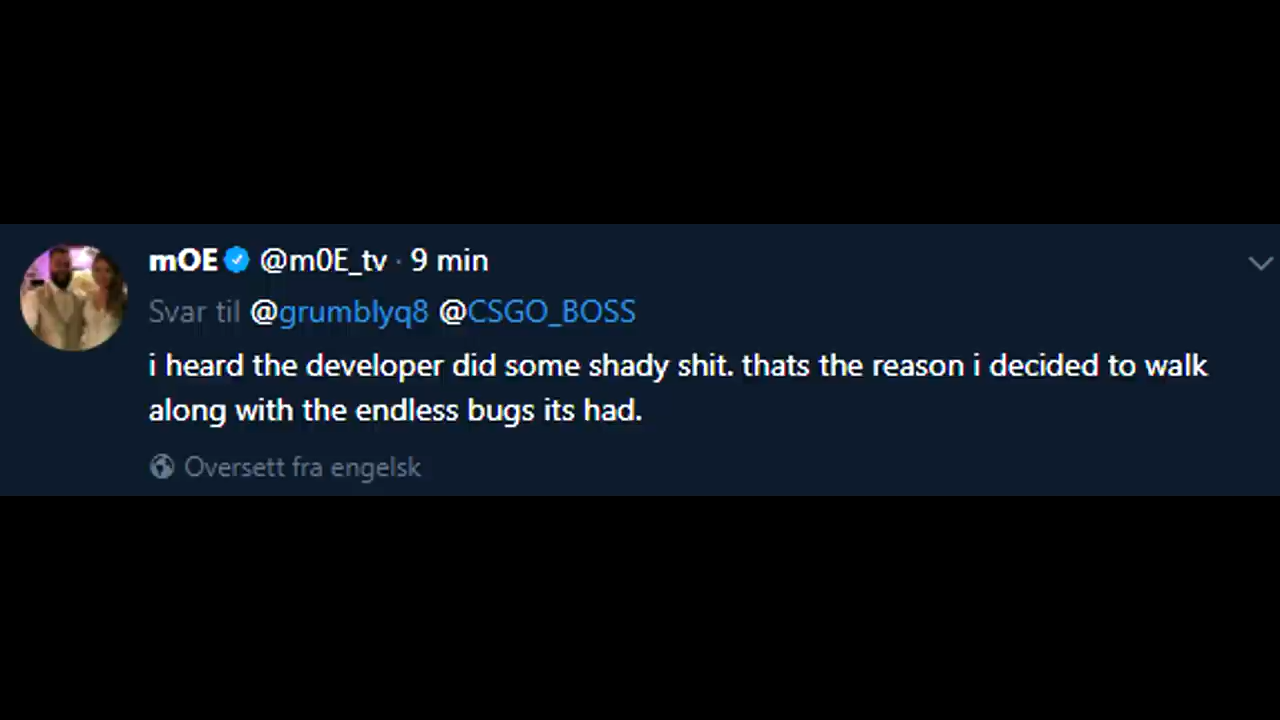 mOE @m0E_tv · 9 min
Svar til @grumblyq8 @CSGO_BOSS
i heard the developer did some shady shit. thats the reason i decided to walk
along with the endless bugs its had.
Oversett fra engelsk